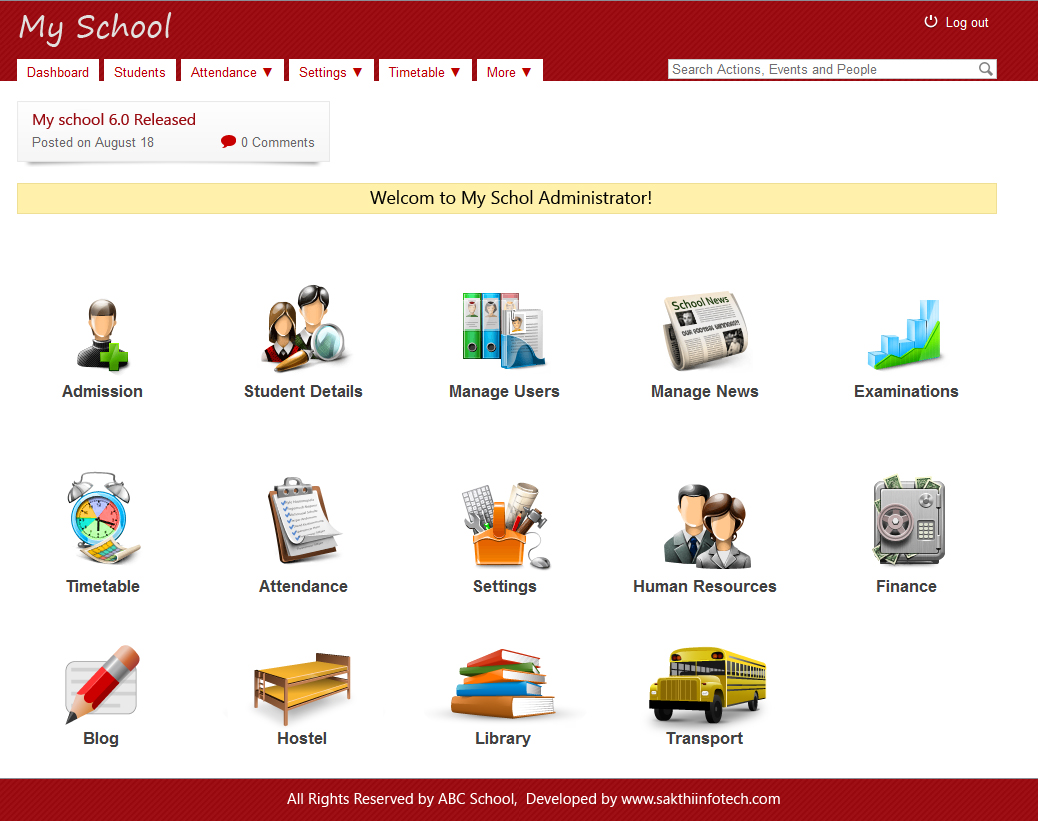 My School
Log out
Dashboard Students Attendance ▼ Settings ▼ Timetable ▼ More ▼ Search Actions, Events and People
My school 6.0 Released
Posted on August 18 0 Comments
Welcom to My Schol Administrator!
School News
OUR FOOTBALL WINNERS!!!
Admission Student Details Manage Users Manage News Examinations
Timetable Attendance Settings Human Resources Finance
Blog Hostel Library Transport
All Rights Reserved by ABC School, Developed by www.sakthiinfotech.com